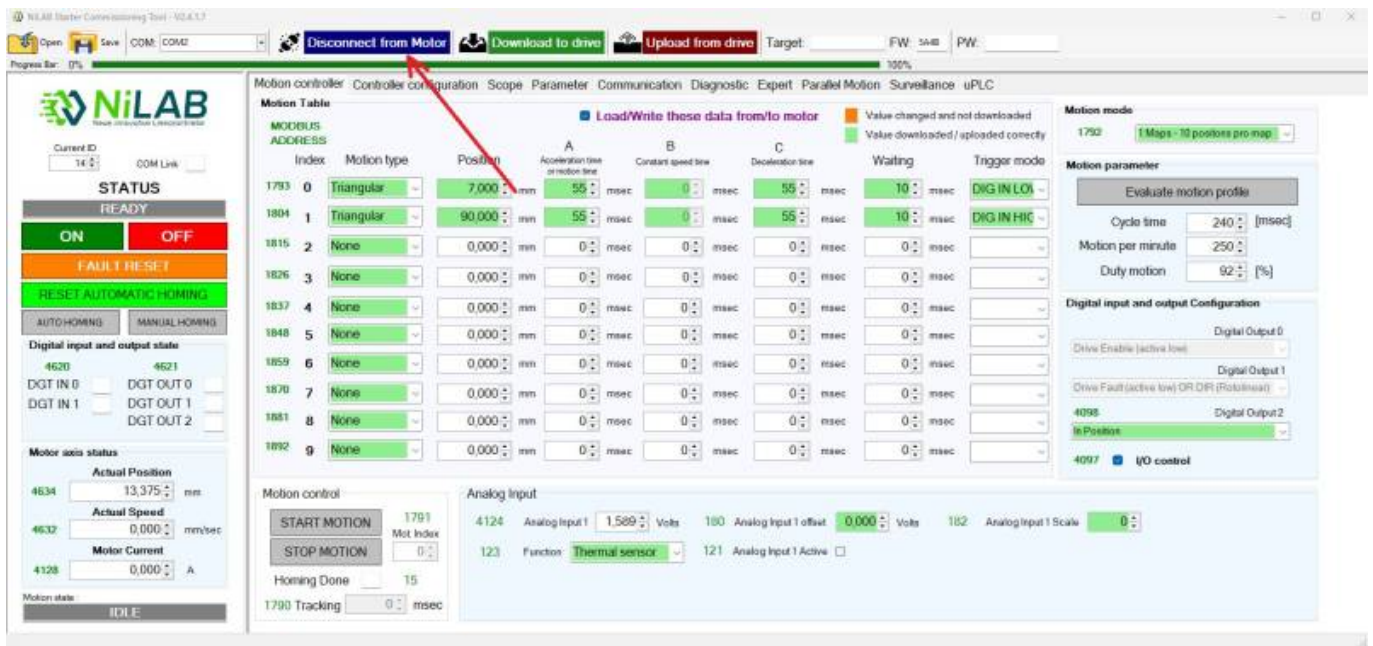 NiLAB Starter Commissioning Tool - V2.4.1.7
Open Save COM: COM2 Disconnect from Motor Download to drive Upload from drive Target: FW: PW:
Progress Bar: 0% 100%
Motion controller Controller configuration Scope Parameter Communication Diagnostic Expert Parallel Motion Surveillance uPLC
NiLAB
Current ID
14 COM Link
STATUS
READY
ON OFF
FAULT RESET
RESET AUTOMATIC HOMING
AUTO HOMING MANUAL HOMING
Digital input and output state
4620 4621
DGT IN 0 DGT OUT 0
DGT IN 1 DGT OUT 1
DGT OUT 2
Motor axis status
Actual Position
4634 13,375 mm
Actual Speed
4632 0,000 mm/sec
Motor Current
4128 0,000 A
Motion state
IDLE
Motion Table
Load/Write these data from/to motor
Value changed and not downloaded
Value downloaded / uploaded correctly
MODBUS
ADDRESS
A B C
Index Motion type Position Acceleration time or motion time Constant speed time Deceleration time Waiting Trigger mode
1793 0 Triangular 7,000 mm 55 msec 0 msec 55 msec 10 msec DIG IN LOV
1804 1 Triangular 90,000 mm 55 msec 0 msec 55 msec 10 msec DIG IN HIC
1815 2 None 0,000 mm 0 msec 0 msec 0 msec 0 msec
1826 3 None 0,000 mm 0 msec 0 msec 0 msec 0 msec
1837 4 None 0,000 mm 0 msec 0 msec 0 msec 0 msec
1848 5 None 0,000 mm 0 msec 0 msec 0 msec 0 msec
1859 6 None 0,000 mm 0 msec 0 msec 0 msec 0 msec
1870 7 None 0,000 mm 0 msec 0 msec 0 msec 0 msec
1881 8 None 0,000 mm 0 msec 0 msec 0 msec 0 msec
1892 9 None 0,000 mm 0 msec 0 msec 0 msec 0 msec
Motion mode
1792 1 Maps - 10 positions pro map
Motion parameter
Evaluate motion profile
Cycle time 240 [msec]
Motion per minute 250
Duty motion 92 [%]
Digital input and output Configuration
Digital Output 0
Drive Enable (active low)
Digital Output 1
Drive Fault (active low) OR DIR (Rotolinear)
4098 Digital Output 2
In Position
4097 I/O control
Motion control
START MOTION 1791
Mot Index
STOP MOTION 0
Homing Done 15
1790 Tracking 0 msec
Analog Input
4124 Analog Input 1 1,589 Volts 180 Analog Input 1 offset 0,000 Volts 182 Analog Input 1 Scale 0
123 Function Thermal sensor 121 Analog Input 1 Active